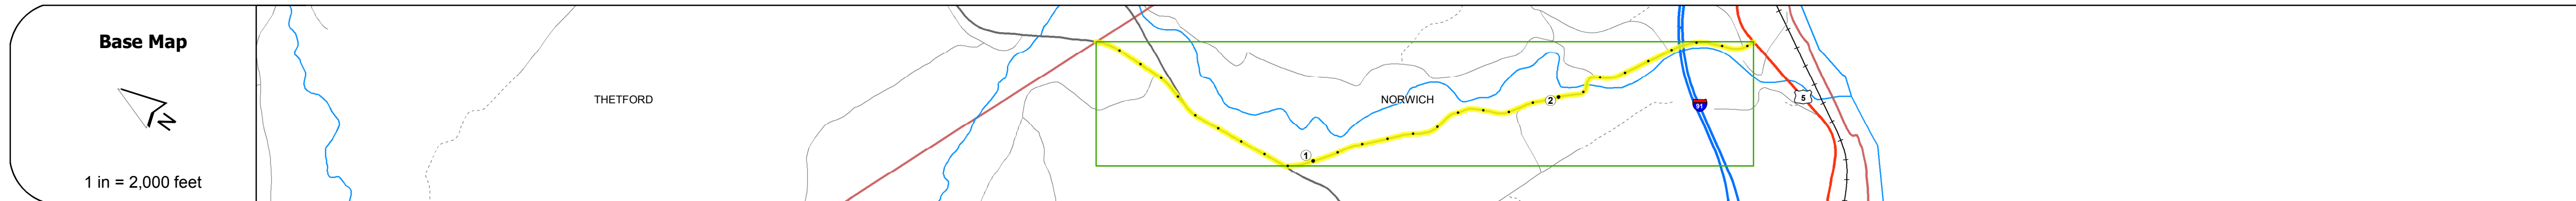 Base Map
N
1 in = 2,000 feet
THETFORD
NORWICH
1
2
91
5